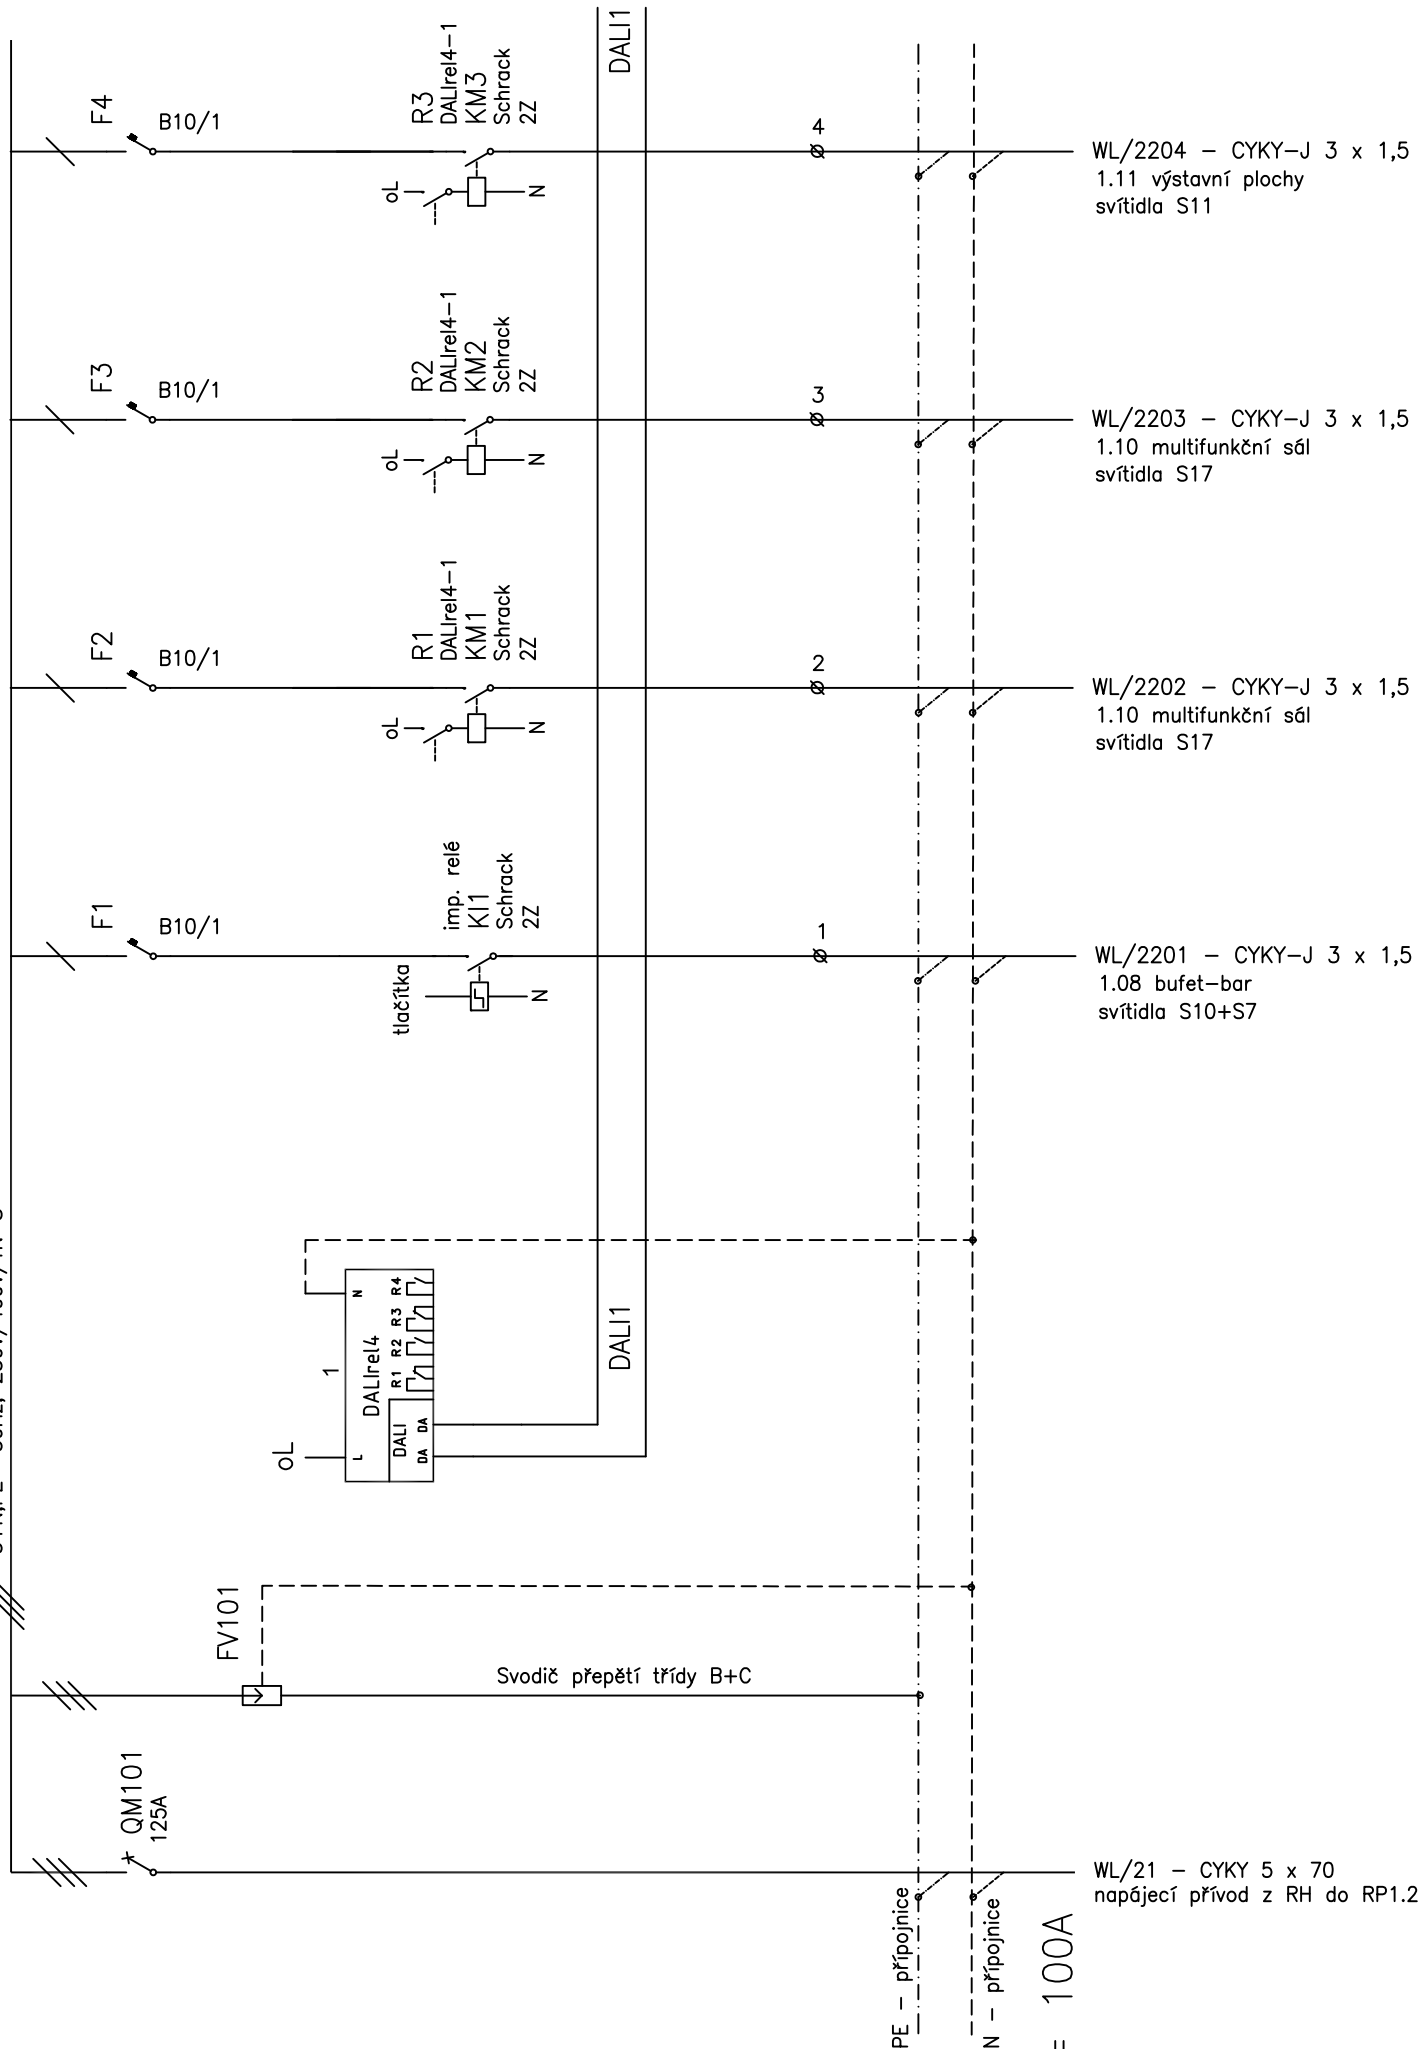 DALI1
F4
B10/1
R3
DALIrel4-1
KM3
Schrack
2Z
oL
N
4
WL/2204 - CYKY-J 3 x 1,5
1.11 výstavní plochy
svítidla S11
F3
B10/1
R2
DALIrel4-1
KM2
Schrack
2Z
oL
N
3
WL/2203 - CYKY-J 3 x 1,5
1.10 multifunkční sál
svítidla S17
F2
B10/1
R1
DALIrel4-1
KM1
Schrack
2Z
oL
N
2
WL/2202 - CYKY-J 3 x 1,5
1.10 multifunkční sál
svítidla S17
F1
B10/1
imp. relé
KI1
Schrack
2Z
tlačítka
N
1
WL/2201 - CYKY-J 3 x 1,5
1.08 bufet-bar
svítidla S10+S7
1
DALIrel4
oL
L
N
DALI
DA DA
R1 R2 R3 R4
DALI1
FV101
Svodič přepětí třídy B+C
QM101
125A
WL/21 - CYKY 5 x 70
napájecí přívod z RH do RP1.2
PE - přípojnice
N - přípojnice
= 100A